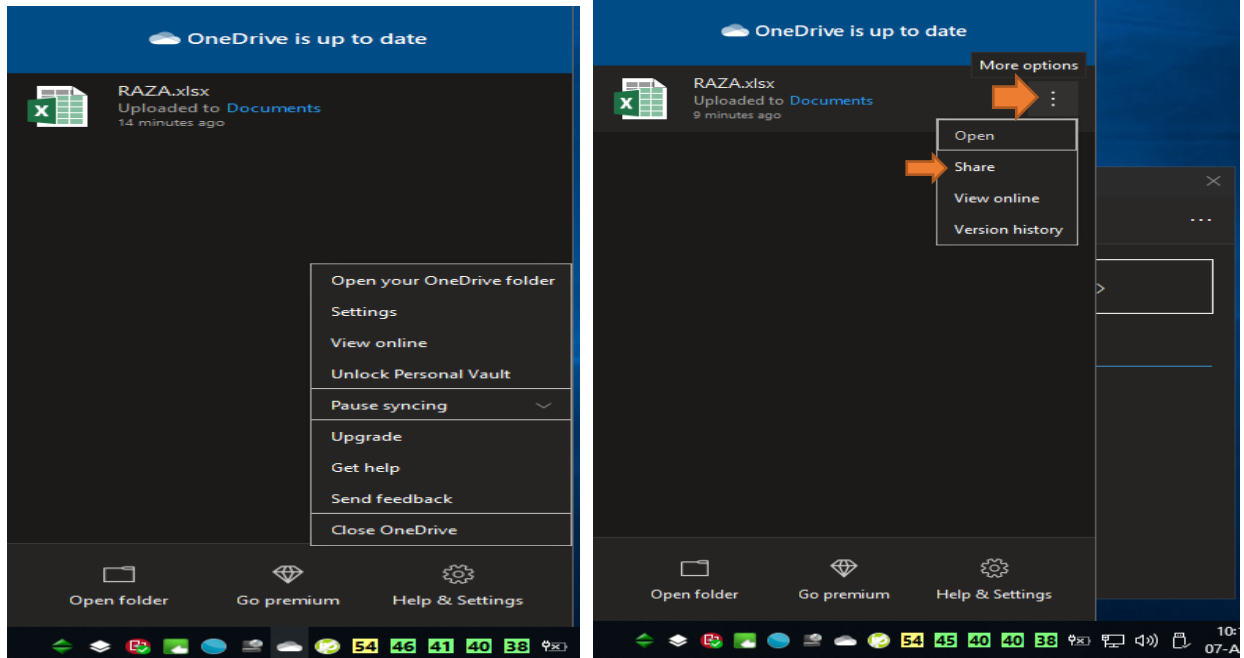 OneDrive is up to date
RAZA.xlsx
Uploaded to Documents
14 minutes ago
Open your OneDrive folder
Settings
View online
Unlock Personal Vault
Pause syncing
Upgrade
Get help
Send feedback
Close OneDrive
Open folder
Go premium
Help & Settings
54 46 41 40 38
OneDrive is up to date
More options
RAZA.xlsx
Uploaded to Documents
9 minutes ago
Open
Share
View online
Version history
Open folder
Go premium
Help & Settings
54 45 40 40 38